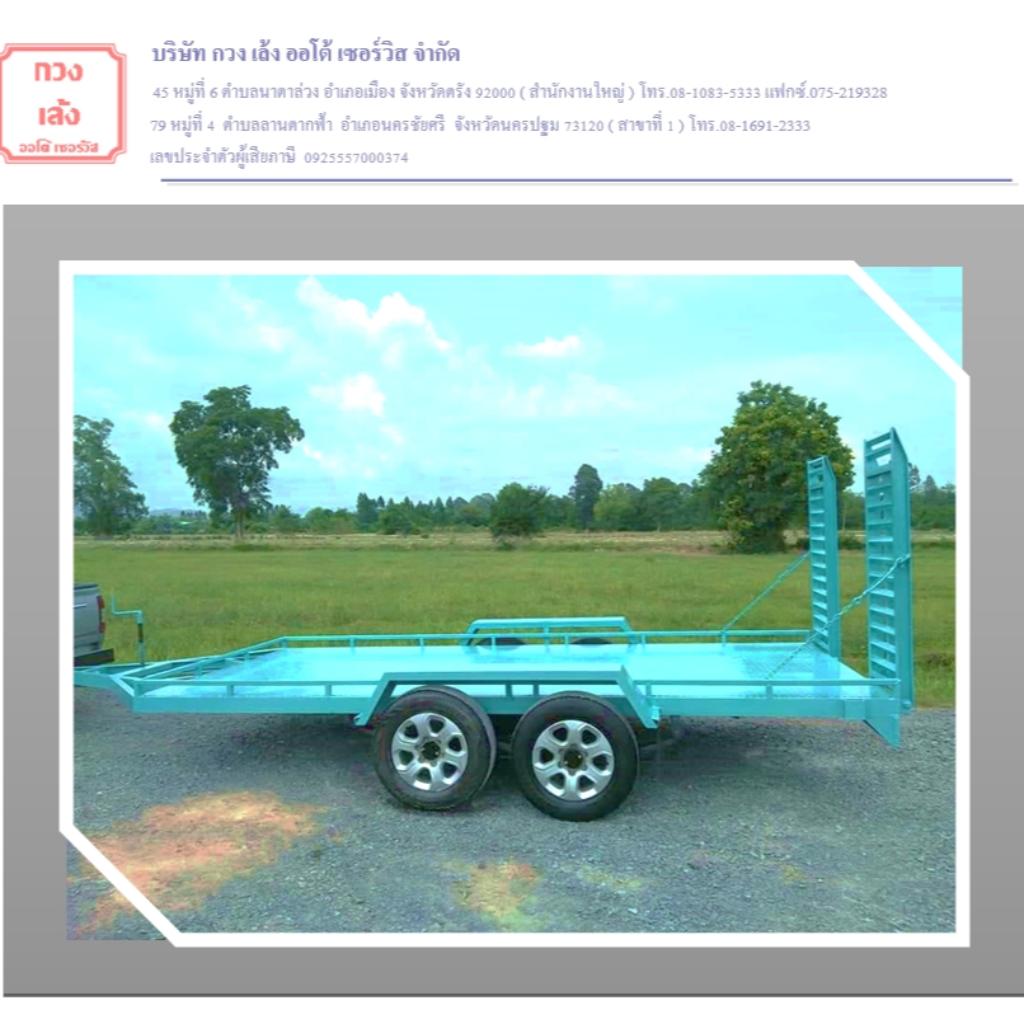 กวง
เล้ง
ออโต้ เซอร์วิส
บริษัท กวง เล้ง ออโต้ เซอร์วิส จำกัด
45 หมู่ที่ 6 ตำบลนาตาล่วง อำเภอเมือง จังหวัดตรัง 92000 ( สำนักงานใหญ่ ) โทร.08-1083-5333 แฟกซ์.075-219328
79 หมู่ที่ 4 ตำบลลานตากฟ้า อำเภอนครชัยศรี จังหวัดนครปฐม 73120 ( สาขาที่ 1 ) โทร.08-1691-2333
เลขประจำตัวผู้เสียภาษี 0925557000374